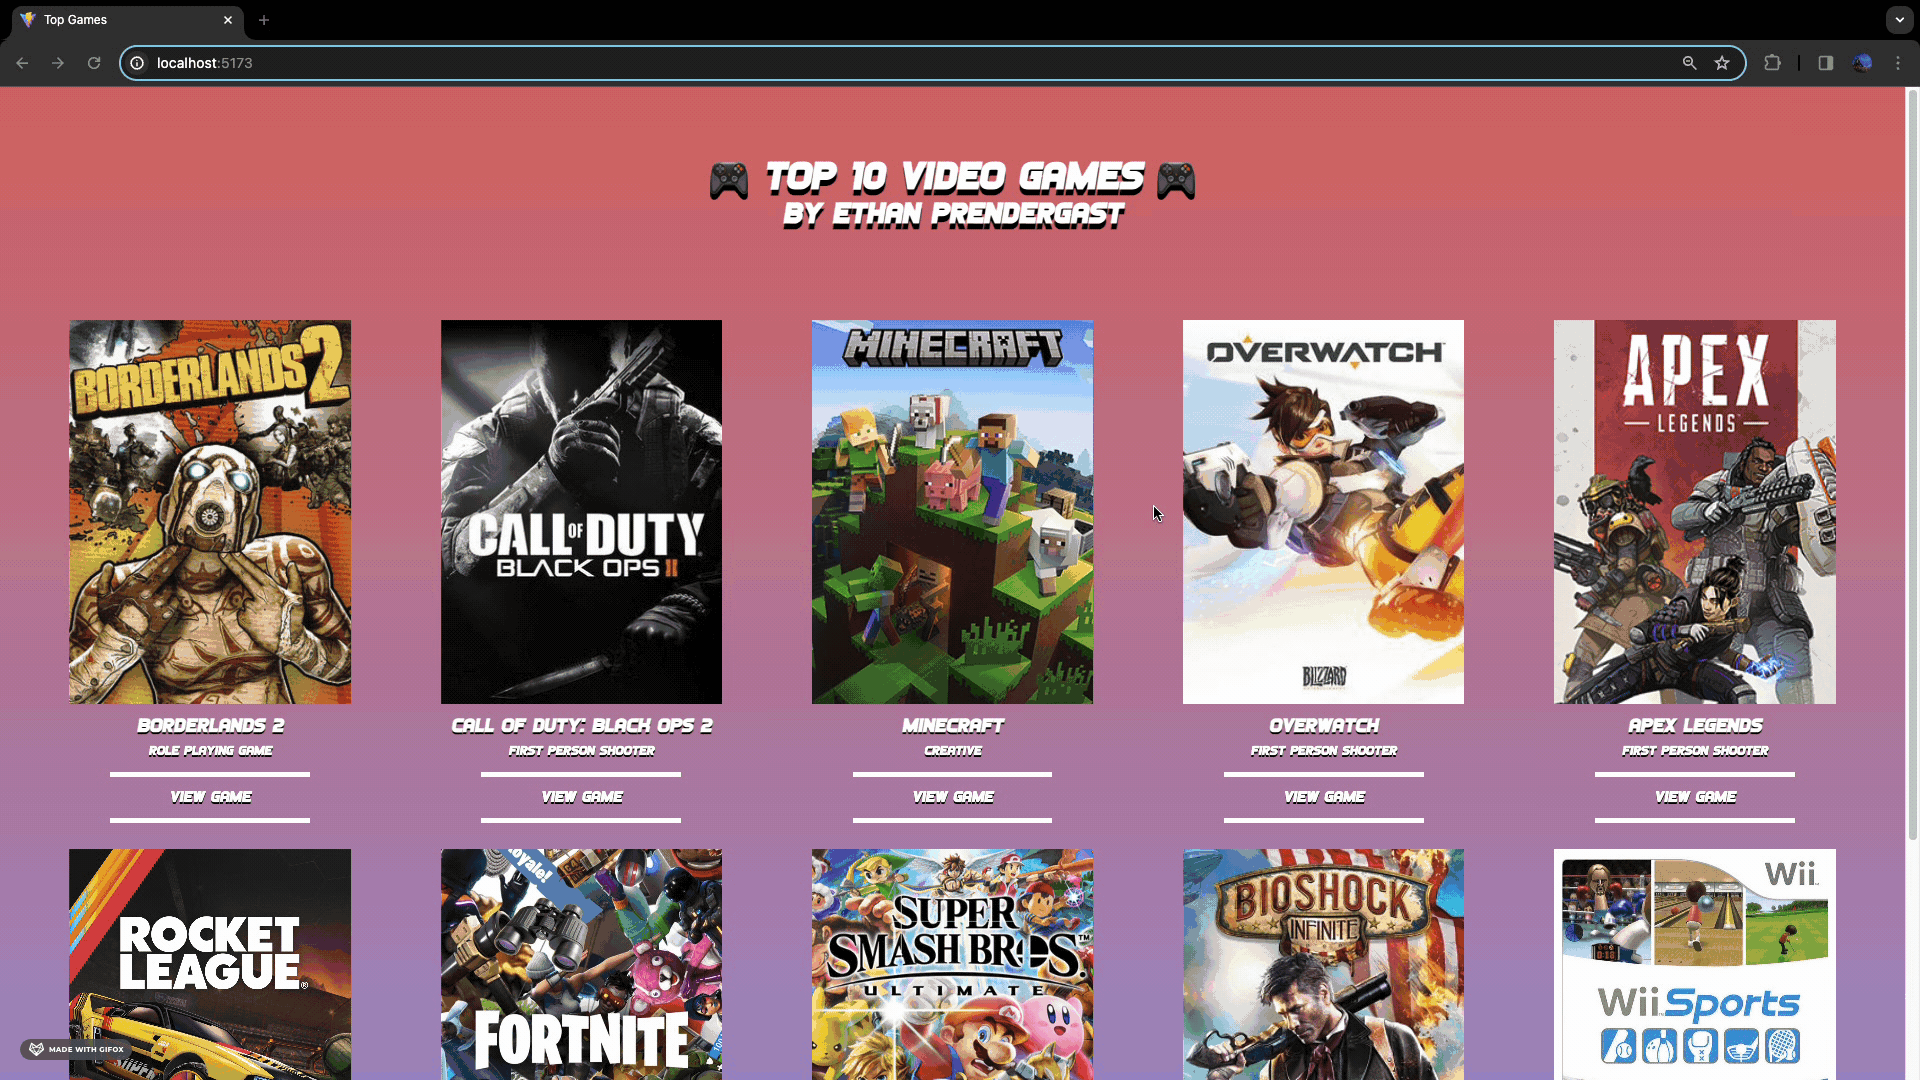 Top Games
localhost:5173
🎮 TOP 10 VIDEO GAMES 🎮
BY ETHAN PRENDERGAST
BORDERLANDS 2
CALL OF DUTY
BLACK OPS II
MINECRAFT
OVERWATCH
BLIZZARD
APEX
LEGENDS
BORDERLANDS 2
ROLE PLAYING GAME
VIEW GAME
CALL OF DUTY: BLACK OPS 2
FIRST PERSON SHOOTER
VIEW GAME
MINECRAFT
CREATIVE
VIEW GAME
OVERWATCH
FIRST PERSON SHOOTER
VIEW GAME
APEX LEGENDS
FIRST PERSON SHOOTER
VIEW GAME
ROCKET
LEAGUE®
oyale!
FORTNITE
SUPER
SMASH BROS.™
ULTIMATE
BIOSHOCK
INFINITE
Wii
Wii Sports
MADE WITH GIFOX